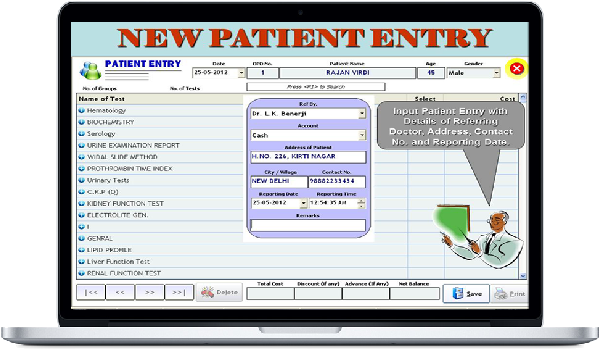 NEW PATIENT ENTRY
PATIENT ENTRY
Date
OPD No.
Patient Name
Age
Gender
25-05-2012
1
RAJAN VIRDI
45
Male
No. of Groups
No. of Tests
Press <F1> to Search
Name of Test
Select
Cost
Hematology
BIOCHEMISTRY
Serology
URINE EXAMINATION REPORT
WIDAL SLIDE METHOD
PROTHROMBIN TIME INDEX
Urinary Tests
C.R.P (Q)
KIDNEY FUNCTION TEST
ELECTROLITE GEN.
I
GENRAL
LIPID PROFILE
Liver Function Test
RENAL FUNCTION TEST
Ref By.
Dr. L.K. Benerji
Account
Cash
Address of Patient
H.NO. 226, KIRTI NAGAR
City / Village
Contact No.
NEW DELHI
Reporting Date
Reporting Time
25-05-2012
12:54:35 AM
Remarks
Input Patient Entry with
Details of Referring
Doctor, Address, Contact
No. and Reporting Date.
|<<
<<
>>
>>|
Delete
Total Cost
Discount (if any)
Advance (If Any)
Net Balance
Save
Print